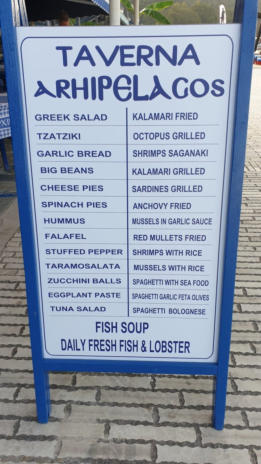 TAVERNA
ARHIPELAGOS
GREEK SALAD KALAMARI FRIED
TZATZIKI OCTOPUS GRILLED
GARLIC BREAD SHRIMPS SAGANAKI
BIG BEANS KALAMARI GRILLED
CHEESE PIES SARDINES GRILLED
SPINACH PIES ANCHOVY FRIED
HUMMUS MUSSELS IN GARLIC SAUCE
FALAFEL RED MULLETS FRIED
STUFFED PEPPER SHRIMPS WITH RICE
TARAMOSALATA MUSSELS WITH RICE
ZUCCHINI BALLS SPAGHETTI WITH SEA FOOD
EGGPLANT PASTE SPAGHETTI GARLIC FETA OLIVES
TUNA SALAD SPAGHETTI BOLOGNESE
FISH SOUP
DAILY FRESH FISH & LOBSTER